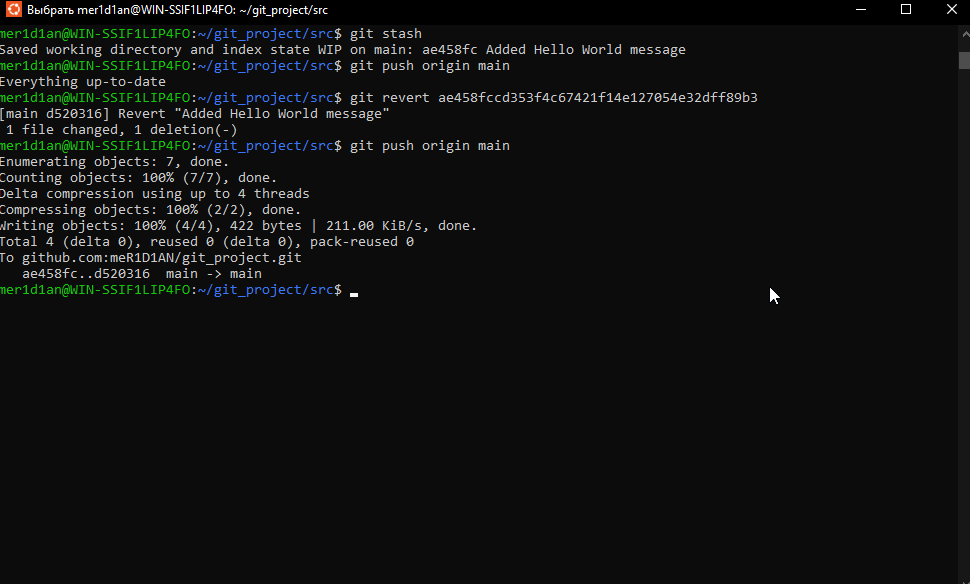 Выбрать mer1d1an@WIN-SSIF1LIP4FO: ~/git_project/src
mer1d1an@WIN-SSIF1LIP4FO:~/git_project/src$ git stash
Saved working directory and index state WIP on main: ae458fc Added Hello World message
mer1d1an@WIN-SSIF1LIP4FO:~/git_project/src$ git push origin main
Everything up-to-date
mer1d1an@WIN-SSIF1LIP4FO:~/git_project/src$ git revert ae458fccd353f4c67421f14e127054e32dff89b3
[main d520316] Revert "Added Hello World message"
1 file changed, 1 deletion(-)
mer1d1an@WIN-SSIF1LIP4FO:~/git_project/src$ git push origin main
Enumerating objects: 7, done.
Counting objects: 100% (7/7), done.
Delta compression using up to 4 threads
Compressing objects: 100% (2/2), done.
Writing objects: 100% (4/4), 422 bytes | 211.00 KiB/s, done.
Total 4 (delta 0), reused 0 (delta 0), pack-reused 0
To github.com:meR1D1AN/git_project.git
ae458fc..d520316  main -> main
mer1d1an@WIN-SSIF1LIP4FO:~/git_project/src$